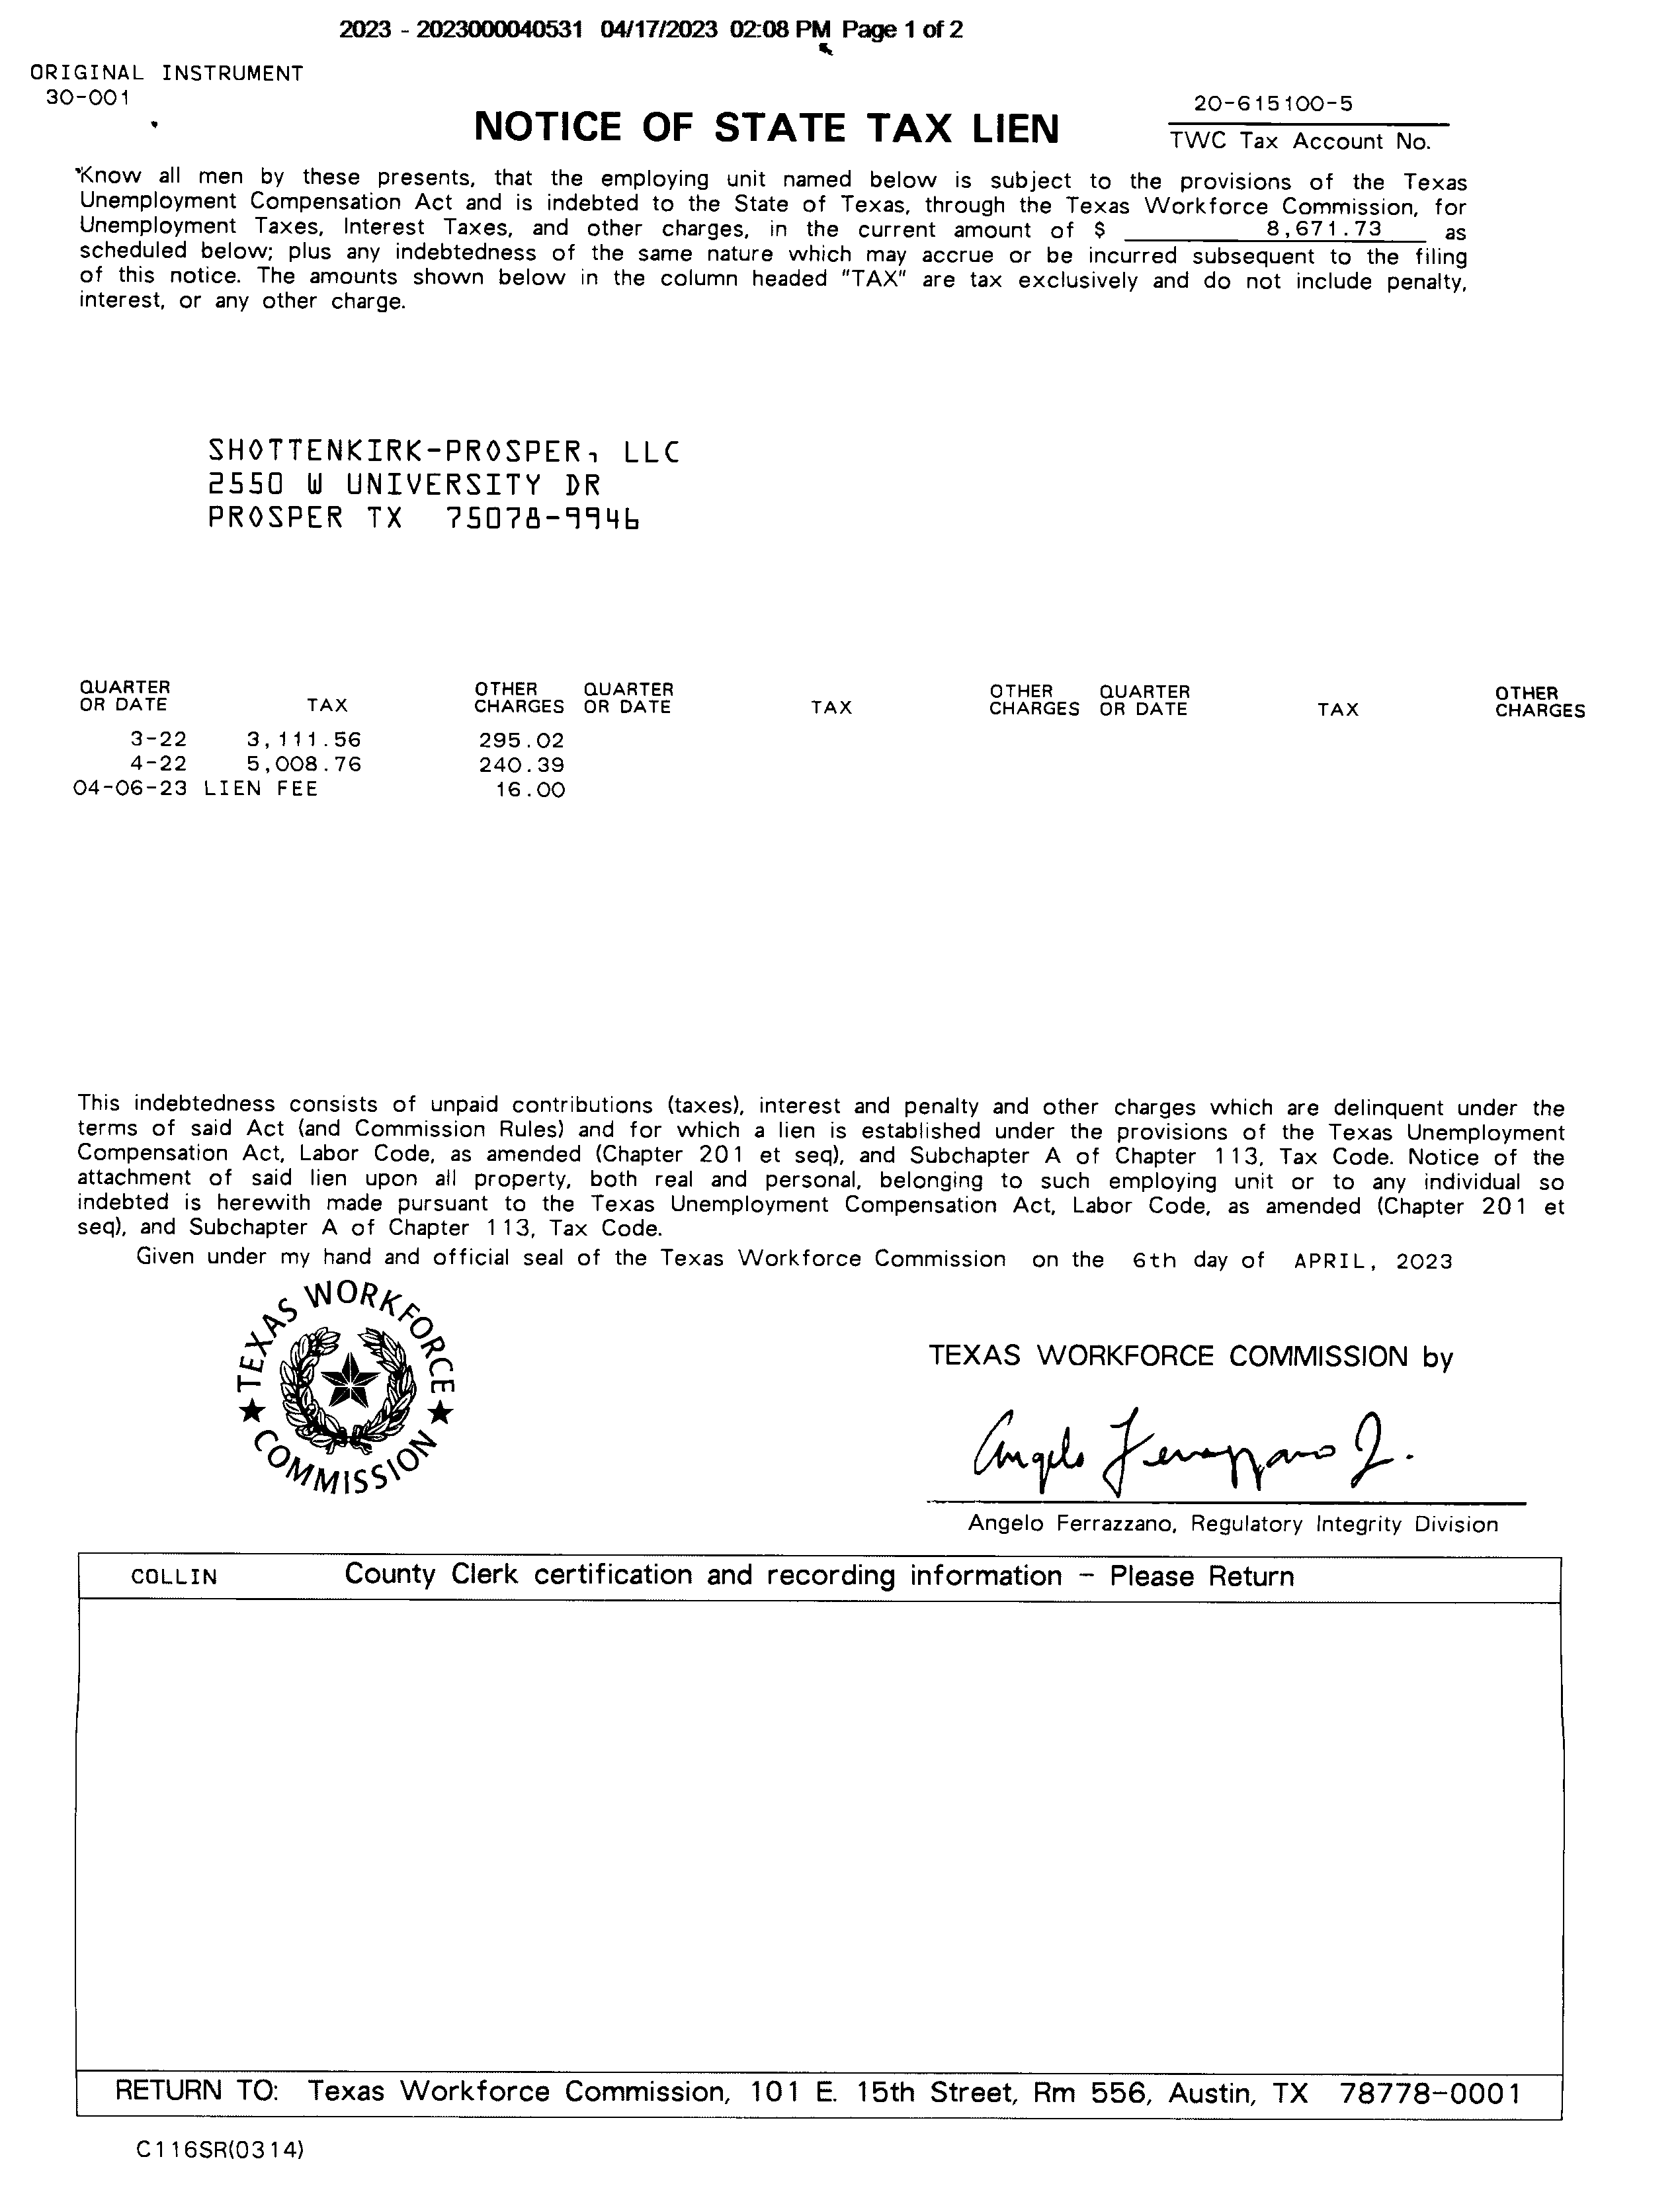 2023 - 2023000040531 04/17/2023 02:08 PM Page 1 of 2
ORIGINAL INSTRUMENT
30-001
20-615100-5
NOTICE OF STATE TAX LIEN
TWC Tax Account No.
Know all men by these presents, that the employing unit named below is subject to the provisions of the Texas
Unemployment Compensation Act and is indebted to the State of Texas, through the Texas Workforce Commission, for
Unemployment Taxes, Interest Taxes, and other charges, in the current amount of $ 8,671.73 as
scheduled below; plus any indebtedness of the same nature which may accrue or be incurred subsequent to the filing
of this notice. The amounts shown below in the column headed "TAX" are tax exclusively and do not include penalty,
interest, or any other charge.
SHOTTENKIRK-PROSPER, LLC
2550 W UNIVERSITY DR
PROSPER TX 75078-9946
QUARTER OTHER QUARTER OTHER QUARTER OTHER
OR DATE TAX CHARGES OR DATE TAX CHARGES OR DATE TAX CHARGES
3-22 3,111.56 295.02
4-22 5,008.76 240.39
04-06-23 LIEN FEE 16.00
This indebtedness consists of unpaid contributions (taxes), interest and penalty and other charges which are delinquent under the
terms of said Act (and Commission Rules) and for which a lien is established under the provisions of the Texas Unemployment
Compensation Act, Labor Code, as amended (Chapter 201 et seq), and Subchapter A of Chapter 113, Tax Code. Notice of the
attachment of said lien upon all property, both real and personal, belonging to such employing unit or to any individual so
indebted is herewith made pursuant to the Texas Unemployment Compensation Act, Labor Code, as amended (Chapter 201 et
seq), and Subchapter A of Chapter 113, Tax Code.
Given under my hand and official seal of the Texas Workforce Commission on the 6th day of APRIL, 2023
TEXAS WORKFORCE COMMISSION
TEXAS WORKFORCE COMMISSION by
Angelo Ferrazzano Jr.
Angelo Ferrazzano, Regulatory Integrity Division
COLLIN County Clerk certification and recording information - Please Return
RETURN TO: Texas Workforce Commission, 101 E. 15th Street, Rm 556, Austin, TX 78778-0001
C116SR(0314)